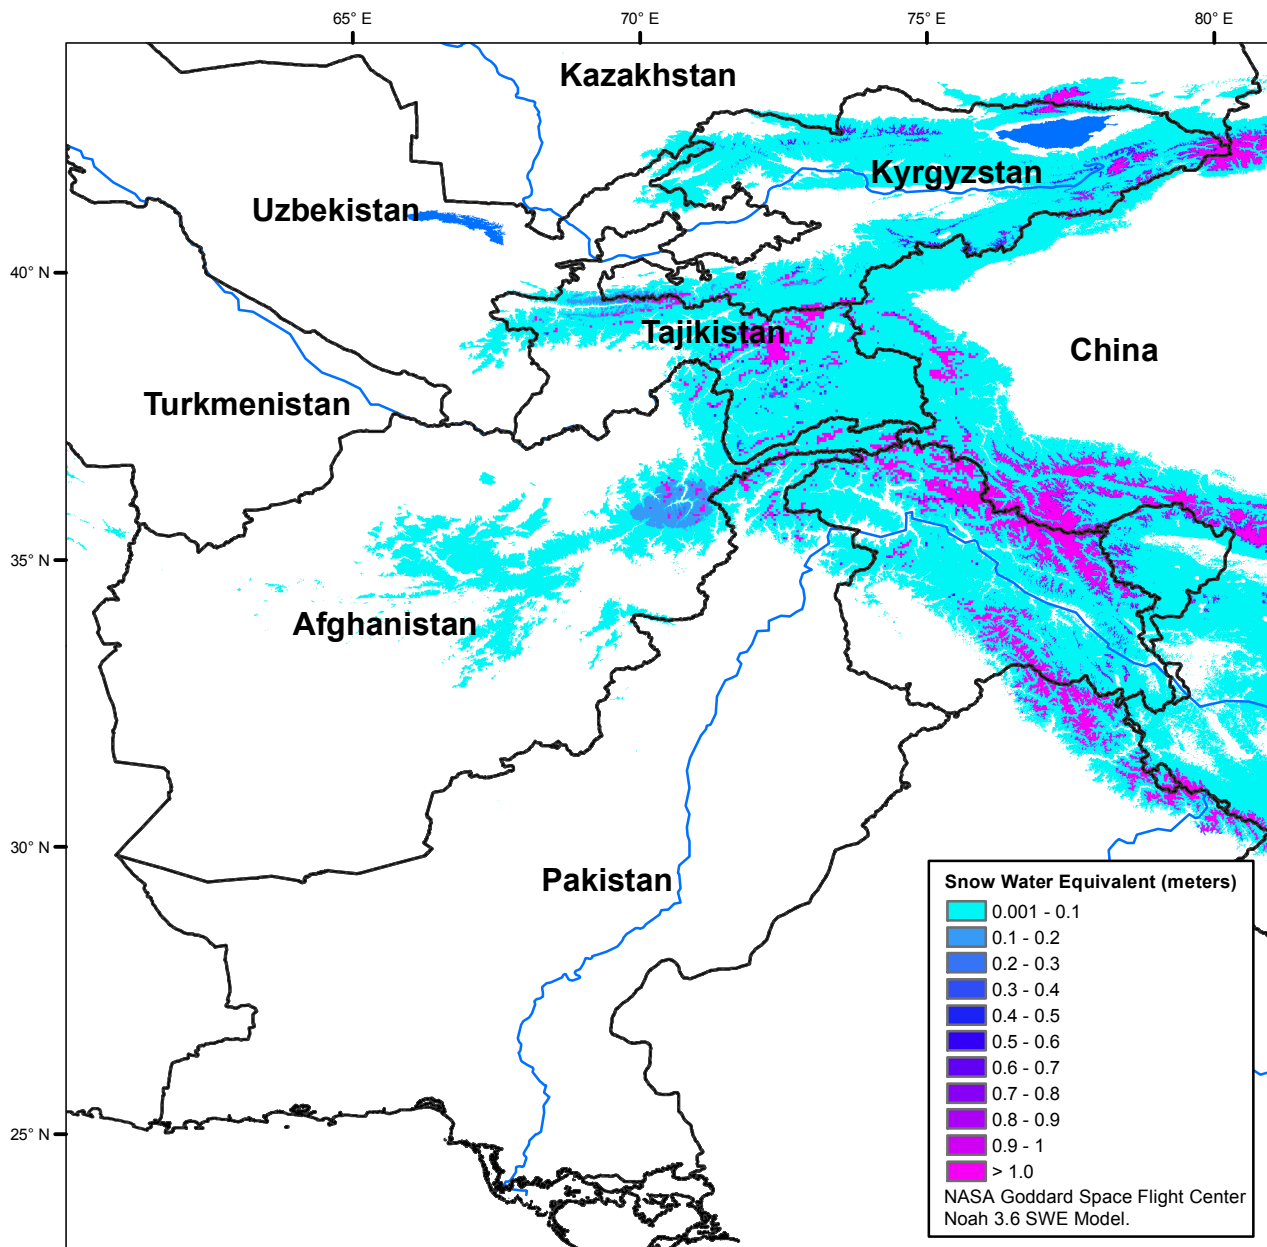 65° E
70° E
75° E
80° E
Kazakhstan
Kyrgyzstan
Uzbekistan
40° N
Tajikistan
China
Turkmenistan
35° N
Afghanistan
30° N
Pakistan
Snow Water Equivalent (meters)
0.001 - 0.1
0.1 - 0.2
0.2 - 0.3
0.3 - 0.4
0.4 - 0.5
0.5 - 0.6
0.6 - 0.7
0.7 - 0.8
0.8 - 0.9
0.9 - 1
> 1.0
NASA Goddard Space Flight Center
Noah 3.6 SWE Model.
25° N